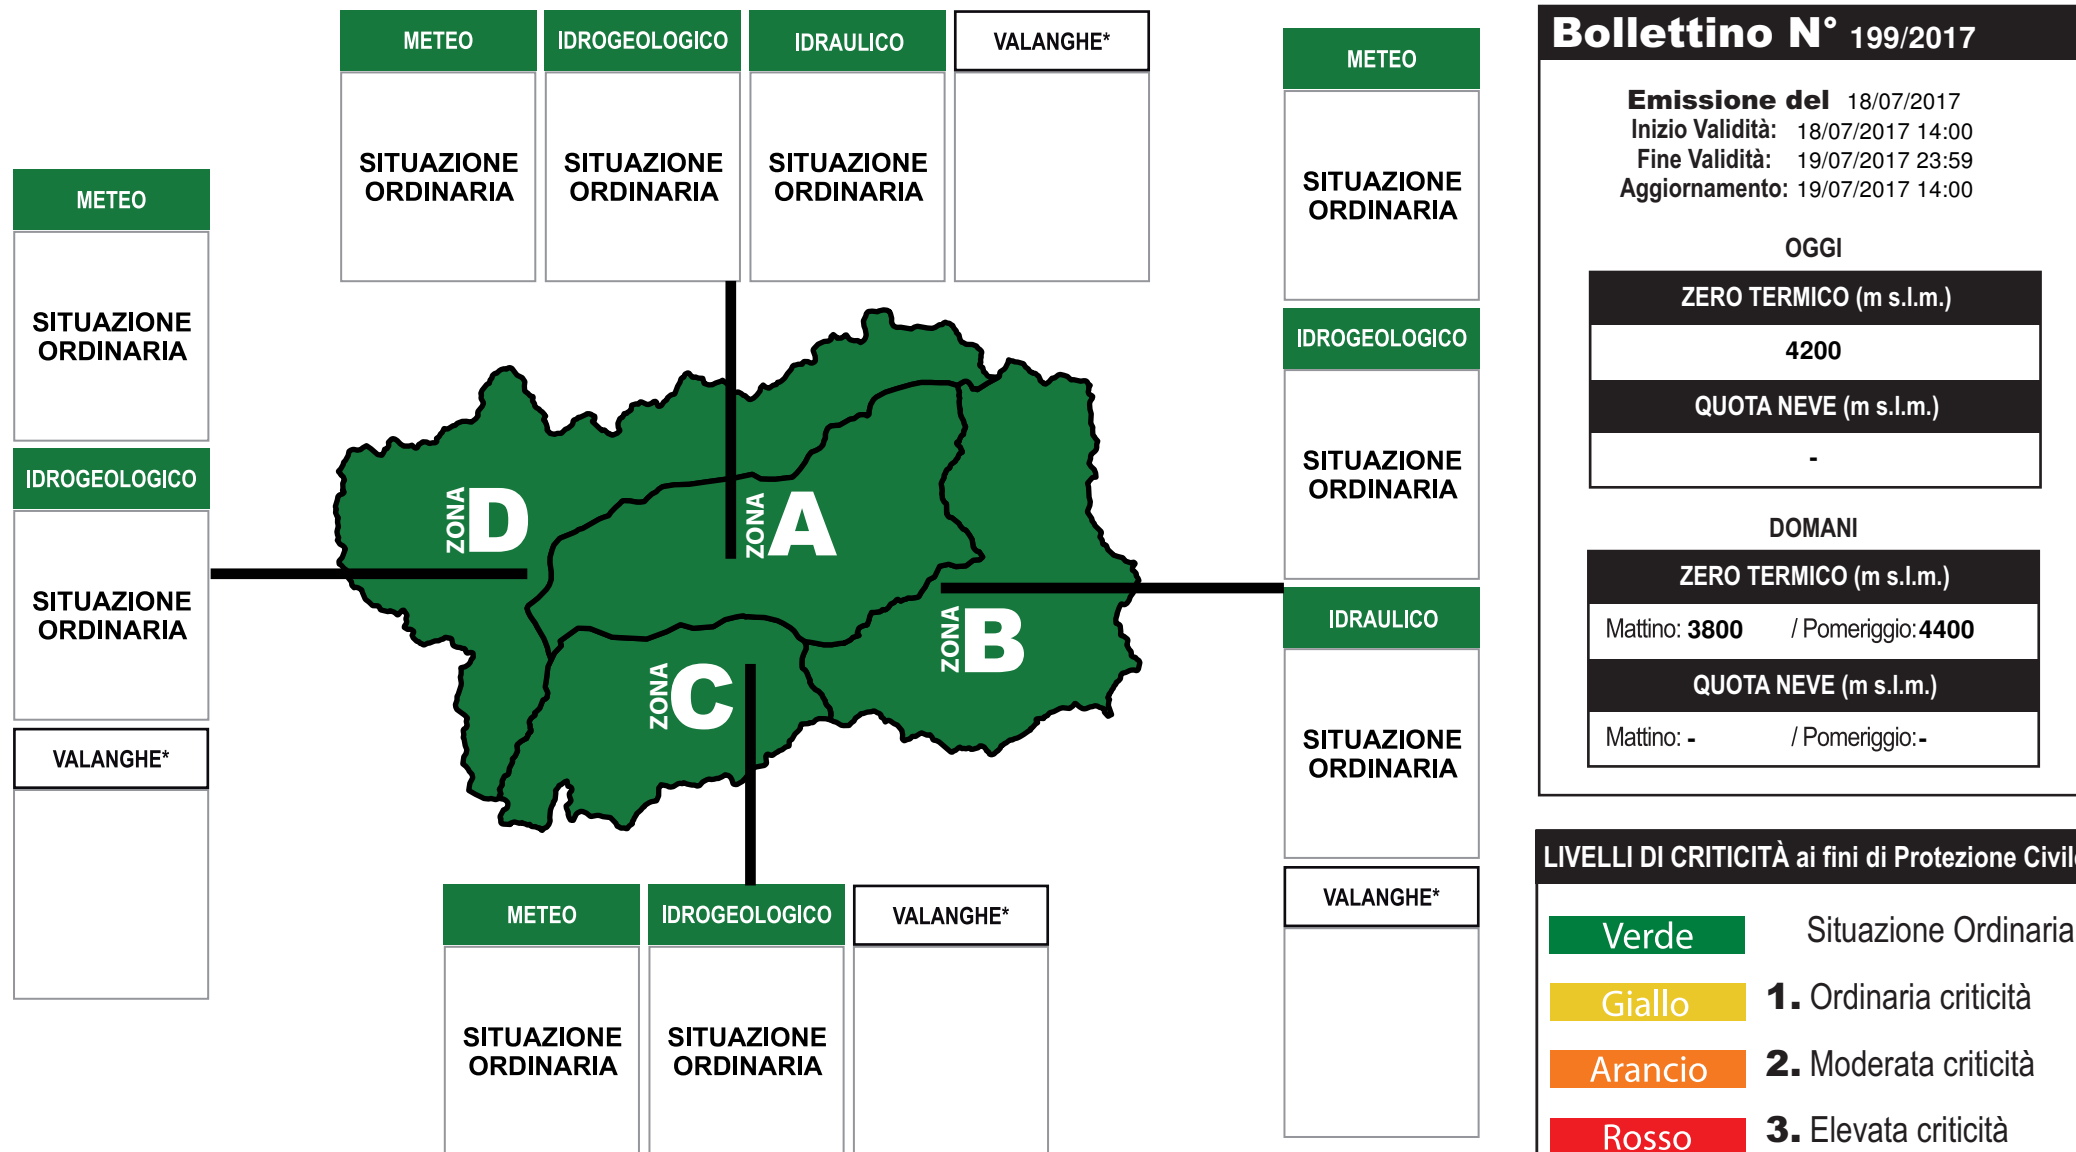 METEO
IDROGEOLOGICO
IDRAULICO
VALANGHE*
SITUAZIONE
ORDINARIA
SITUAZIONE
ORDINARIA
SITUAZIONE
ORDINARIA
METEO
SITUAZIONE
ORDINARIA
IDROGEOLOGICO
SITUAZIONE
ORDINARIA
VALANGHE*
ZONA D
ZONA A
ZONA B
ZONA C
METEO
SITUAZIONE
ORDINARIA
IDROGEOLOGICO
SITUAZIONE
ORDINARIA
IDRAULICO
SITUAZIONE
ORDINARIA
VALANGHE*
METEO
IDROGEOLOGICO
VALANGHE*
SITUAZIONE
ORDINARIA
SITUAZIONE
ORDINARIA
Bollettino N° 199/2017
Emissione del 18/07/2017
Inizio Validità: 18/07/2017 14:00
Fine Validità: 19/07/2017 23:59
Aggiornamento: 19/07/2017 14:00
OGGI
ZERO TERMICO (m s.l.m.)
4200
QUOTA NEVE (m s.l.m.)
-
DOMANI
ZERO TERMICO (m s.l.m.)
Mattino: 3800 / Pomeriggio: 4400
QUOTA NEVE (m s.l.m.)
Mattino: - / Pomeriggio: -
LIVELLI DI CRITICITÀ ai fini di Protezione Civile
Verde Situazione Ordinaria
Giallo 1. Ordinaria criticità
Arancio 2. Moderata criticità
Rosso 3. Elevata criticità